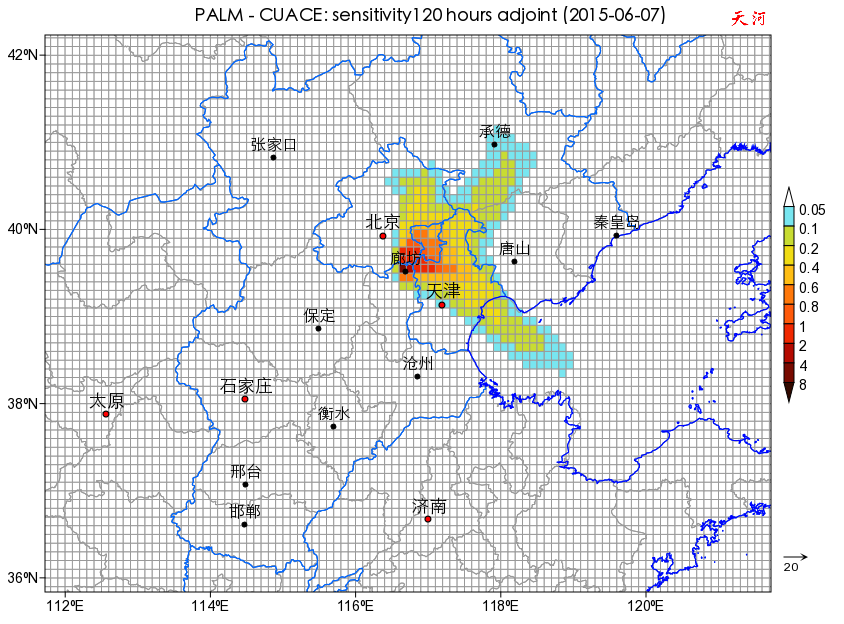 PALM - CUACE: sensitivity120 hours adjoint (2015-06-07)
天河
42°N
承德
张家口
0.05
北京
秦皇岛
0.1
40°N
唐山
0.2
廊坊
0.4
天津
0.6
保定
0.8
1
沧州
2
石家庄
4
太原
8
38°N
衡水
邢台
济南
邯郸
20
36°N
112°E
114°E
116°E
118°E
120°E